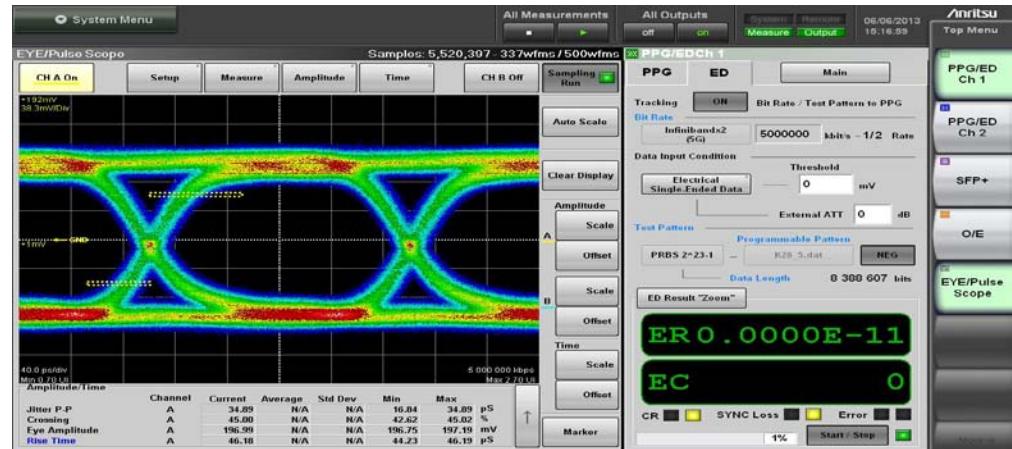 System Menu
All Measurements
All Outputs
off
on
System
Remote
Measure
Output
06/06/2013
15:16:59
Anritsu
Top Menu
EYE/Pulse Scope
Samples: 5,520,397 - 337wfms / 500wfms
CH A On
Setup
Measure
Amplitude
Time
CH B Off
Sampling
Run
+192mV
38.3mV/Div
+1mV
GND
40.0 ps/div
Min 0.70 UI
5 000 000 kbps
Max 2.70 UI
Auto Scale
Clear Display
Amplitude
A
Scale
Offset
B
Scale
Offset
Time
Scale
Offset
Marker
Amplitude/Time
Channel Current Average Std Dev Min Max
Jitter P-P A 34.89 N/A N/A 16.84 34.89 pS
Crossing A 45.00 N/A N/A 42.62 45.02 %
Eye Amplitude A 196.99 N/A N/A 196.75 197.19 mV
Rise Time A 46.18 N/A N/A 44.23 46.19 pS
PPG/EDCh 1
PPG
ED
Main
Tracking ON Bit Rate / Test Pattern to PPG
Bit Rate
Infinibandx2
(5G)
5000000 kbit/s - 1/2 Rate
Data Input Condition
Electrical
Single-Ended Data
Threshold
0 mV
External ATT 0 dB
Test Pattern
Programmable Pattern
PRBS 2^23-1
K28_5.dat
NEG
Data Length 8 388 607 bits
ED Result "Zoom"
ER 0.0000E-11
EC 0
CR
SYNC Loss
Error
1%
Start / Stop
PPG/ED
Ch 1
PPG/ED
Ch 2
SFP+
O/E
EYE/Pulse
Scope